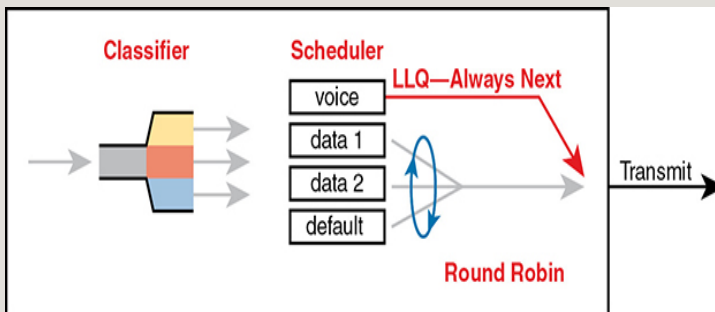 Classifier
Scheduler
LLQ—Always Next
voice
data 1
data 2
default
Round Robin
Transmit